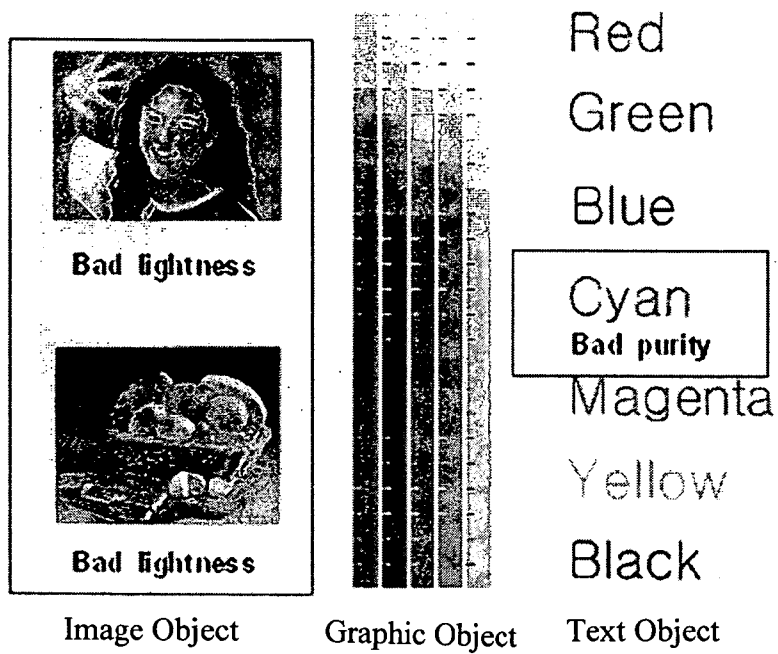 Bad lightness
Bad lightness
Image Object
Graphic Object
Red
Green
Blue
Cyan
Bad purity
Magenta
Yellow
Black
Text Object